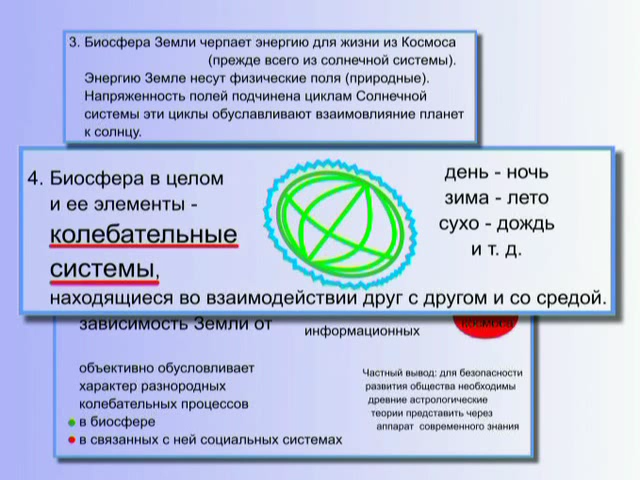 3. Биосфера Земли черпает энергию для жизни из Космоса
(прежде всего из солнечной системы).
Энергию Земле несут физические поля (природные).
Напряженность полей подчинена циклам Солнечной
системы эти циклы обуславливают взаимовлияние планет
к солнцу.
4. Биосфера в целом
и ее элементы -
колебательные
системы,
находящиеся во взаимодействии друг с другом и со средой.
день - ночь
зима - лето
сухо - дождь
и т. д.
зависимость Земли от
информационных
космоса
объективно обусловливает
характер разнородных
колебательных процессов
в биосфере
в связанных с ней социальных системах
Частный вывод: для безопасности
развития общества необходимы
древние астрологические
теории представить через
аппарат современного знания